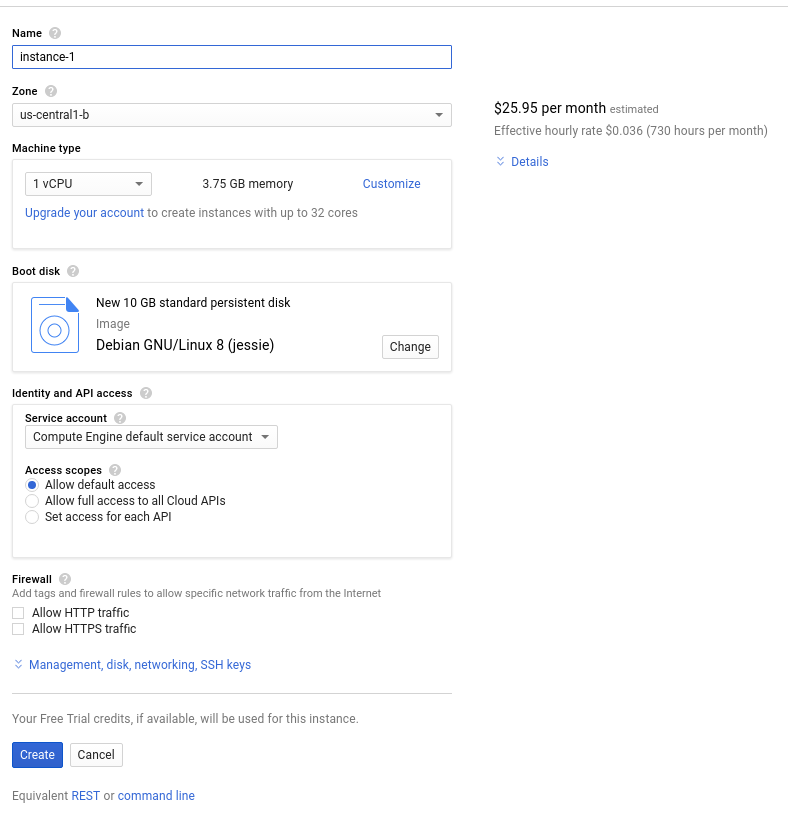 Name
instance-1
Zone
us-central1-b
$25.95 per month estimated
Effective hourly rate $0.036 (730 hours per month)
Details
Machine type
1 vCPU 3.75 GB memory Customize
Upgrade your account to create instances with up to 32 cores
Boot disk
New 10 GB standard persistent disk
Image
Debian GNU/Linux 8 (jessie)
Change
Identity and API access
Service account
Compute Engine default service account
Access scopes
Allow default access
Allow full access to all Cloud APIs
Set access for each API
Firewall
Add tags and firewall rules to allow specific network traffic from the Internet
Allow HTTP traffic
Allow HTTPS traffic
Management, disk, networking, SSH keys
Your Free Trial credits, if available, will be used for this instance.
Create Cancel
Equivalent REST or command line